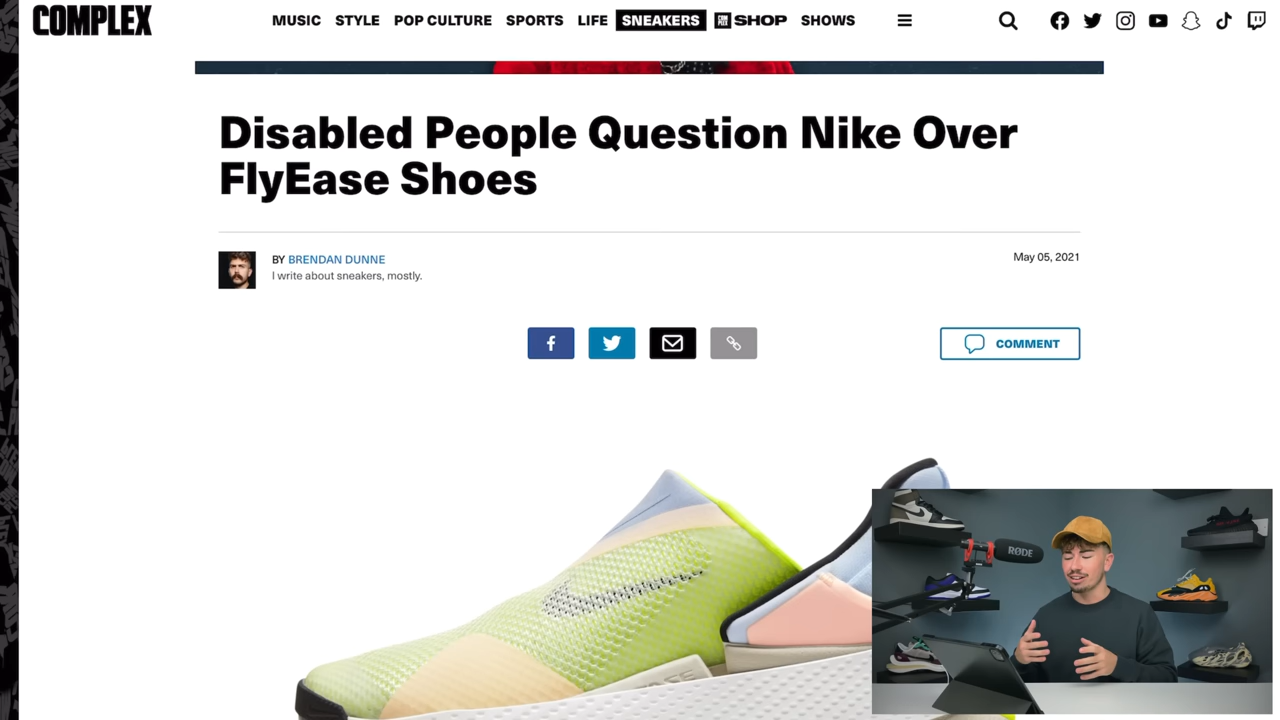 COMPLEX
MUSIC STYLE POP CULTURE SPORTS LIFE SNEAKERS COMPLEX SHOP SHOWS
Disabled People Question Nike Over
FlyEase Shoes
BY BRENDAN DUNNE
I write about sneakers, mostly.
May 05, 2021
COMMENT
RØDE